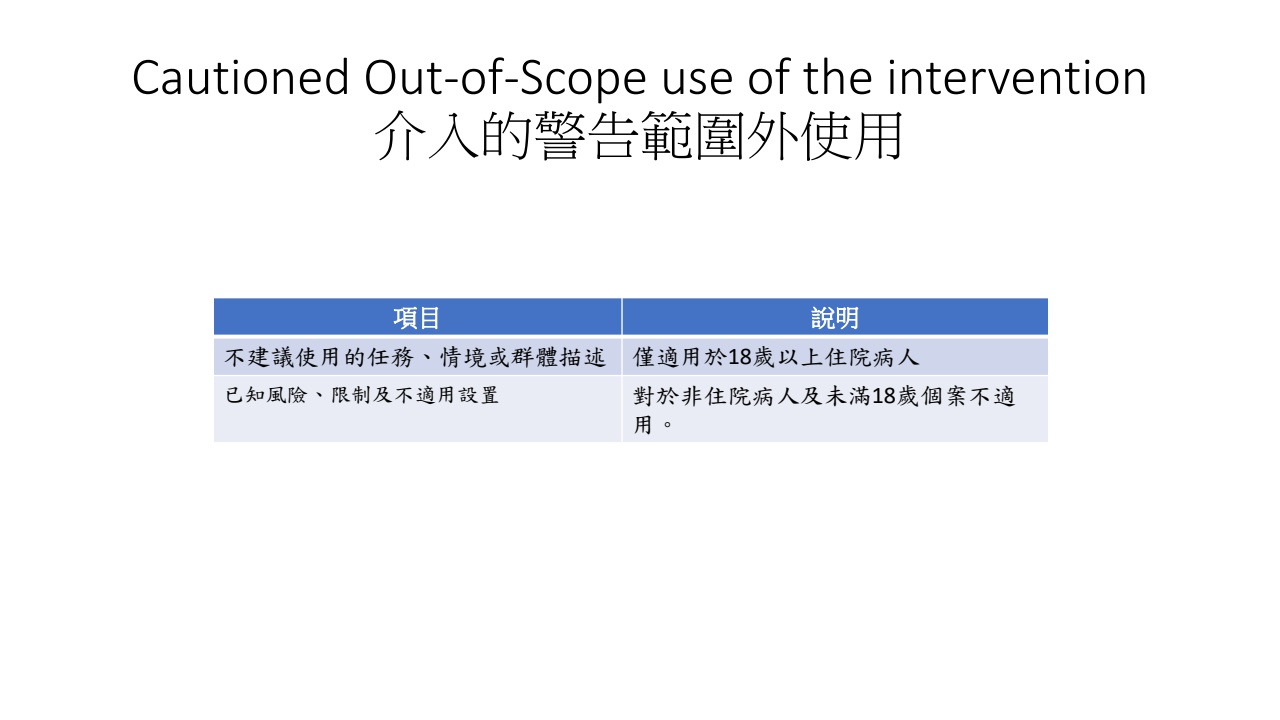 Cautioned Out-of-Scope use of the intervention
介入的警告範圍外使用
項目
說明
不建議使用的任務、情境或群體描述
僅適用於18歲以上住院病人
已知風險、限制及不適用設置
對於非住院病人及未滿18歲個案不適
用。